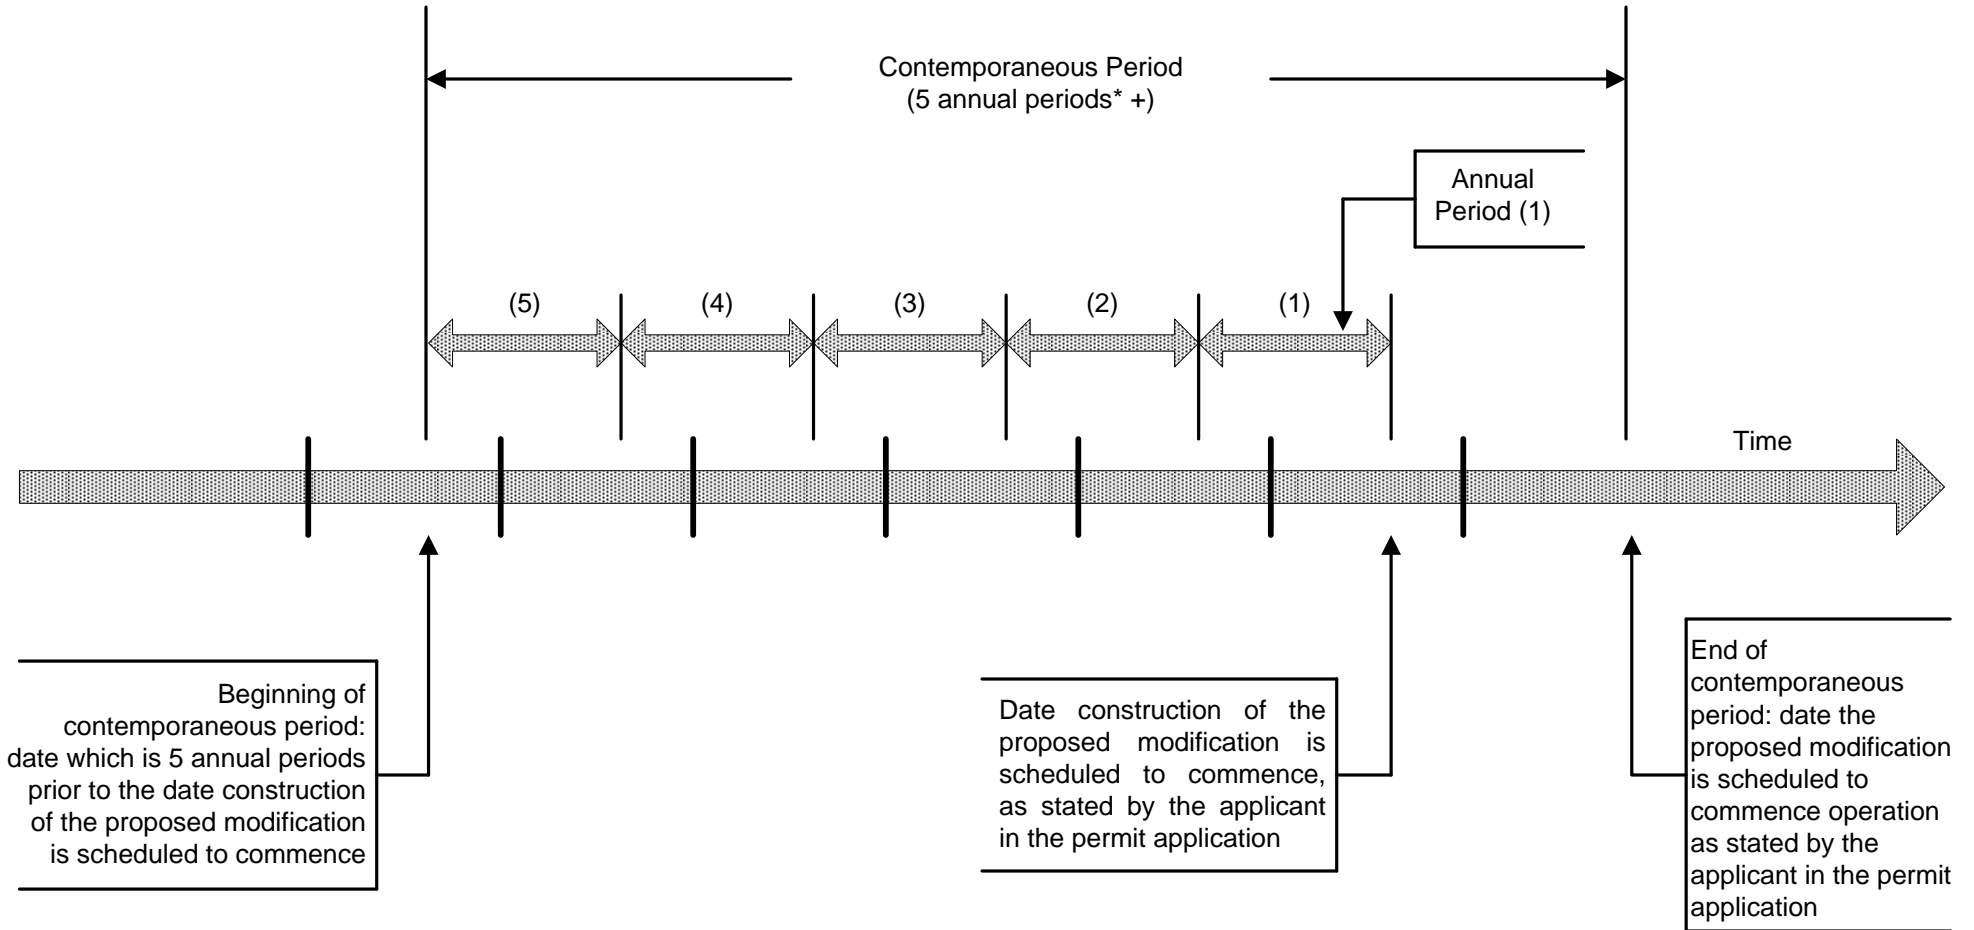 Contemporaneous Period
(5 annual periods* +)
Annual
Period (1)
(5)
(4)
(3)
(2)
(1)
Time
Beginning of
contemporaneous period:
date which is 5 annual periods
prior to the date construction
of the proposed modification
is scheduled to commence
Date construction of the
proposed modification is
scheduled to commence,
as stated by the applicant
in the permit application
End of
contemporaneous
period: date the
proposed modification
is scheduled to
commence operation
as stated by the
applicant in the permit
application